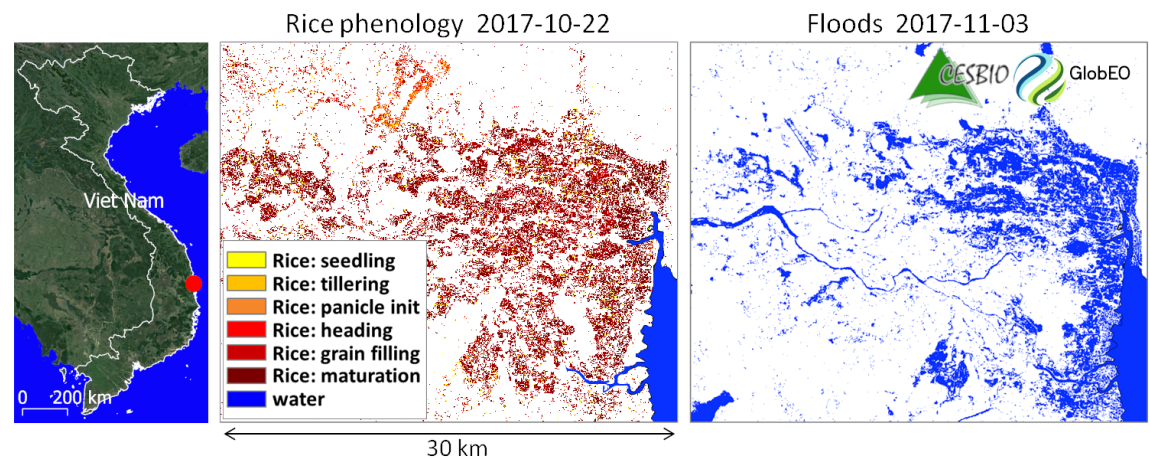 Rice phenology 2017-10-22
Floods 2017-11-03
CESBIO
GlobEO
Viet Nam
Rice: seedling
Rice: tillering
Rice: panicle init
Rice: heading
Rice: grain filling
Rice: maturation
water
0 200 km
30 km